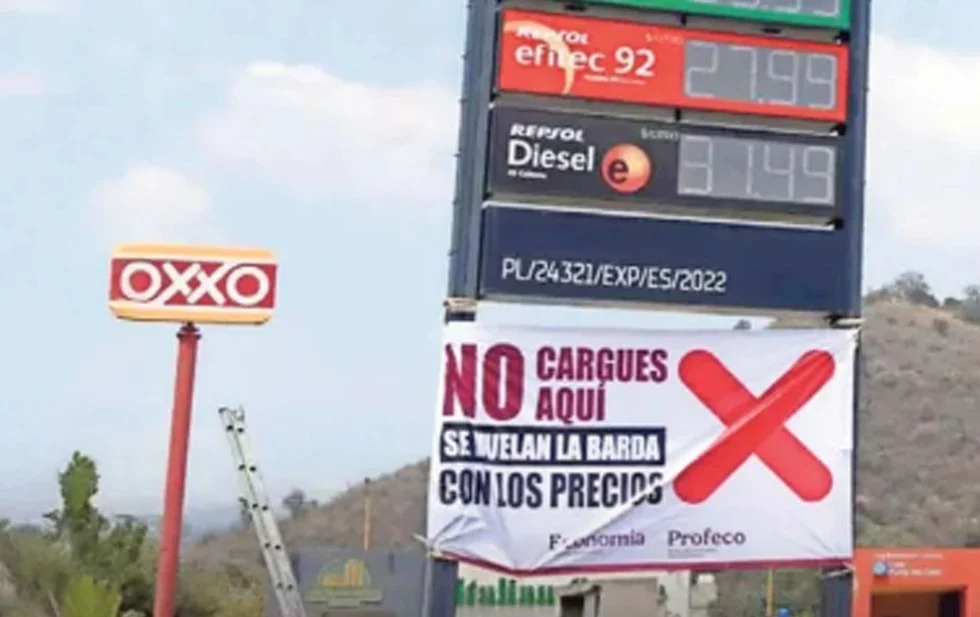 REPSOL
efitec 92
27.99
REPSOL
Diesel e
31.49
PL/24321/EXP/ES/2022
OXXO
NO CARGUES
AQUÍ
SE VUELAN LA BARDA
CON LOS PRECIOS
Economía Profeco
Italian